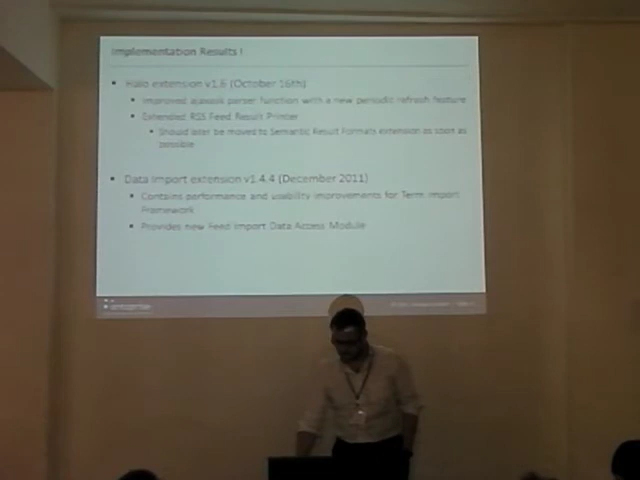 Implementation Results I
Halo extension v1.6 (October 16th)
Improved ajaxask parser function with a new periodic refresh feature
Extended RSS Feed Result Printer
Should later be moved to Semantic Result Formats extension as soon as
possible
Data Import extension v1.4.4 (December 2011)
Contains performance and usability improvements for Term Import
Framework
Provides new Feed Import Data Access Module